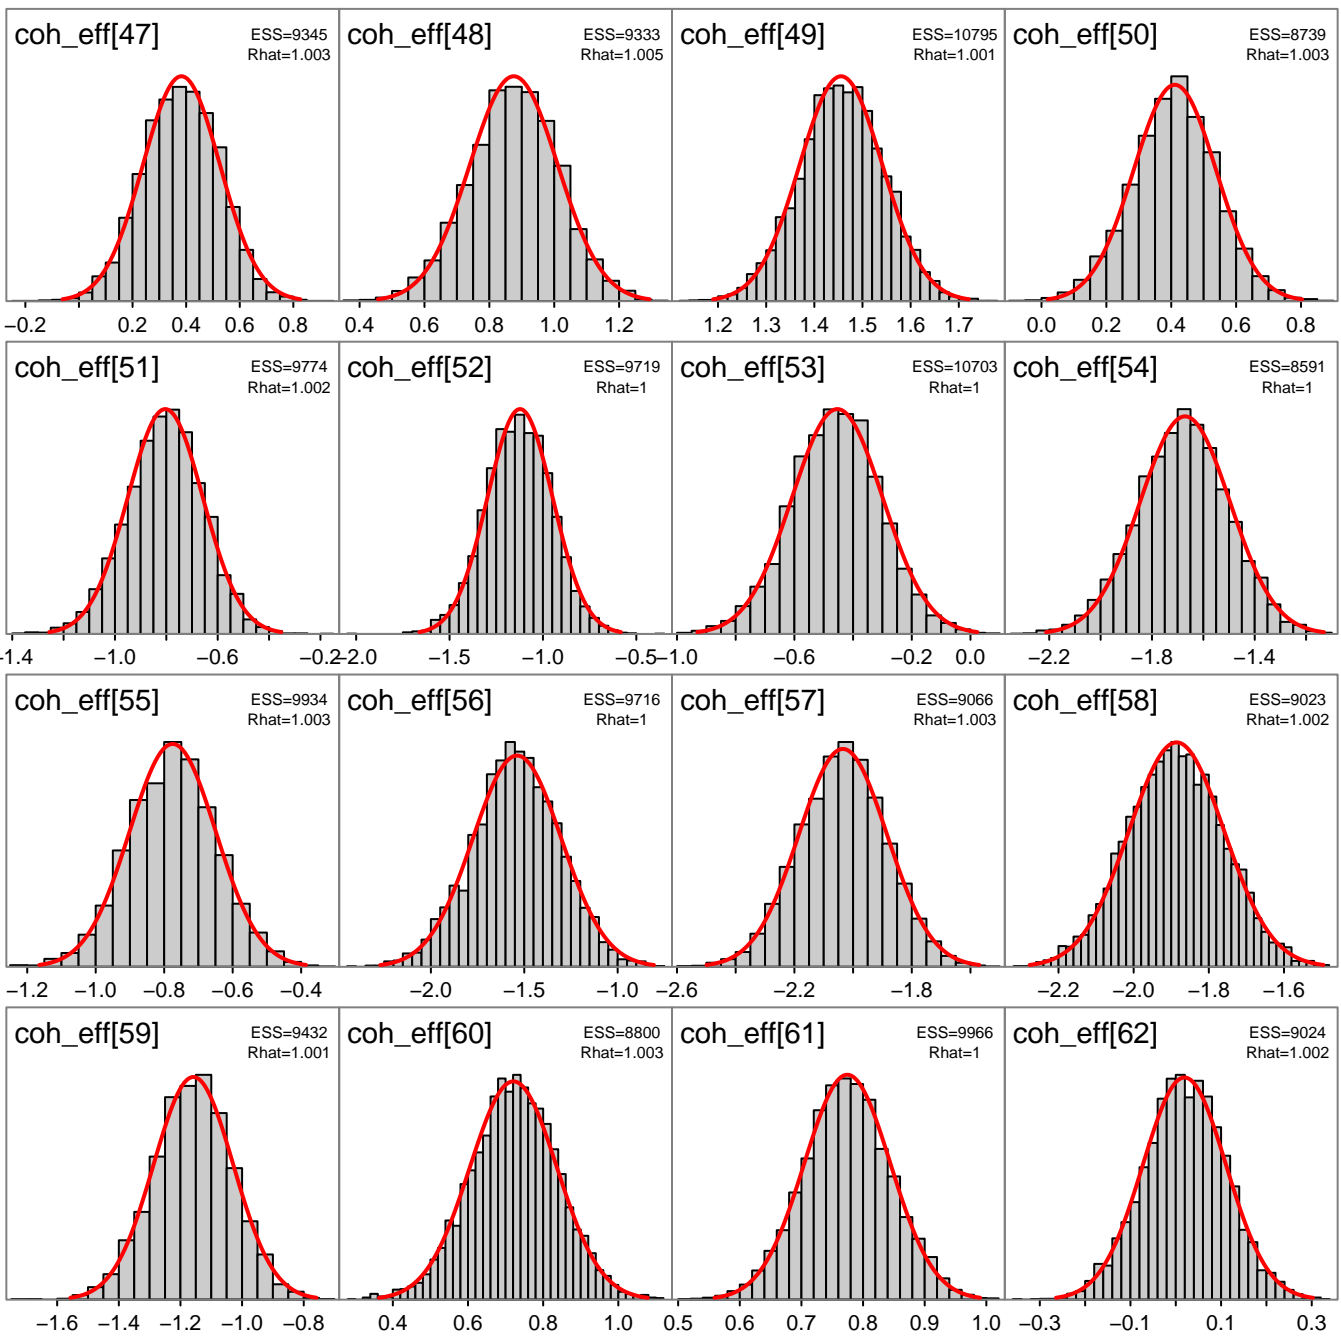 coh_eff[47] ESS=9345 coh_eff[48] ESS=9333 coh_eff[49] ESS=10795 coh_eff[50] ESS=8739
Rhat=1.003 Rhat=1.005 Rhat=1.001 Rhat=1.003
−0.2 0.2 0.4 0.6 0.8 0.4 0.6 0.8 1.0 1.2 1.2 1.3 1.4 1.5 1.6 1.7 0.0 0.2 0.4 0.6 0.8
coh_eff[51] ESS=9774 coh_eff[52] ESS=9719 coh_eff[53] ESS=10703 coh_eff[54] ESS=8591
Rhat=1.002 Rhat=1 Rhat=1 Rhat=1
−1.4 −1.0 −0.6 −0.2 −2.0 −1.5 −1.0 −0.5 −1.0 −0.6 −0.2 0.0 −2.2 −1.8 −1.4
coh_eff[55] ESS=9934 coh_eff[56] ESS=9716 coh_eff[57] ESS=9066 coh_eff[58] ESS=9023
Rhat=1.003 Rhat=1 Rhat=1.003 Rhat=1.002
−1.2 −1.0 −0.8 −0.6 −0.4 −2.0 −1.5 −1.0 −2.6 −2.2 −1.8 −2.2 −2.0 −1.8 −1.6
coh_eff[59] ESS=9432 coh_eff[60] ESS=8800 coh_eff[61] ESS=9966 coh_eff[62] ESS=9024
Rhat=1.001 Rhat=1.003 Rhat=1 Rhat=1.002
−1.6 −1.4 −1.2 −1.0 −0.8 0.4 0.6 0.8 1.0 0.5 0.6 0.7 0.8 0.9 1.0 −0.3 −0.1 0.1 0.3